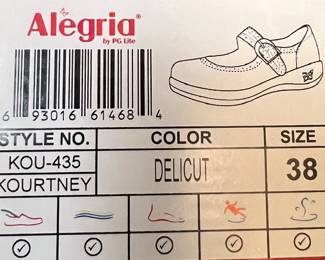 Alegria
by PG Lite
6 93016 61468 4
STYLE NO. COLOR SIZE
KOU-435
KOURTNEY DELICUT 38